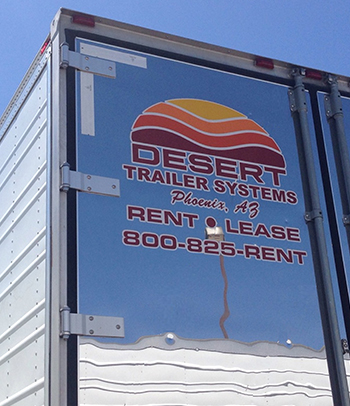 DESERT
TRAILER SYSTEMS
Phoenix, AZ
RENT • LEASE
800-825-RENT